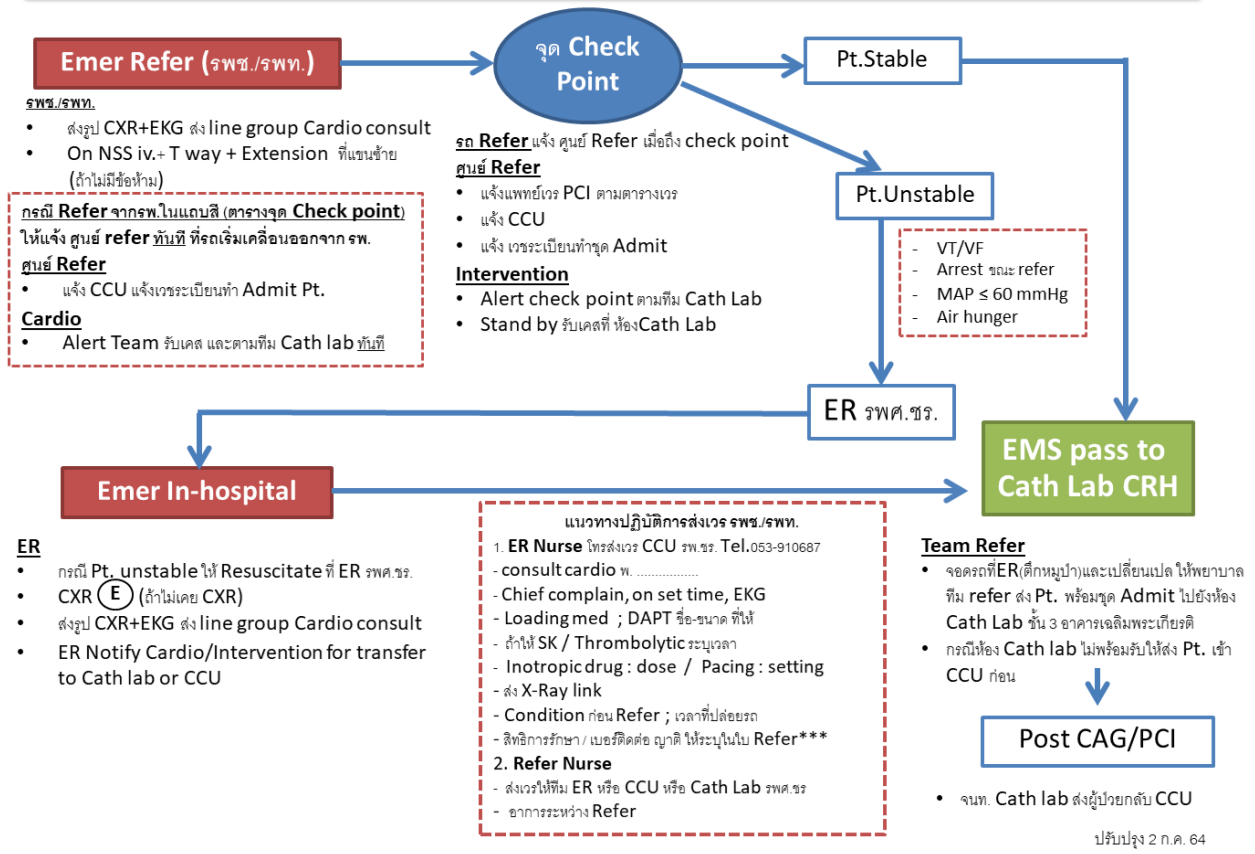 Emer Refer (รพช./รพท.)
จุด Check
Point
Pt.Stable
รพช./รพท.
• ส่งรูป CXR+EKG ส่ง line group Cardio consult
• On NSS iv.+ T way + Extension ที่แขนซ้าย
(ถ้าไม่มีข้อห้าม)
กรณี Refer จากรพ.ในแถบสี (ตารางจุด Check point)
ให้แจ้ง ศูนย์ refer ทันที ที่รถเริ่มเคลื่อนออกจาก รพ.
ศูนย์ Refer
• แจ้ง CCU แจ้งเวชระเบียนทำ Admit Pt.
Cardio
• Alert Team รับเคส และตามทีม Cath lab ทันที
รถ Refer แจ้ง ศูนย์ Refer เมื่อถึง check point
ศูนย์ Refer
• แจ้งแพทย์เวร PCI ตามตารางเวร
• แจ้ง CCU
• แจ้ง เวชระเบียนทำชุด Admit
Intervention
• Alert check point ตามทีม Cath Lab
• Stand by รับเคสที่ ห้องCath Lab
Pt.Unstable
- VT/VF
- Arrest ขณะ refer
- MAP ≤ 60 mmHg
- Air hunger
ER รพศ.ชร.
EMS pass to
Cath Lab CRH
Emer In-hospital
ER
• กรณี Pt. unstable ให้ Resuscitate ที่ ER รพศ.ชร.
• CXR E (ถ้าไม่เคย CXR)
• ส่งรูป CXR+EKG ส่ง line group Cardio consult
• ER Notify Cardio/Intervention for transfer
to Cath lab or CCU
แนวทางปฏิบัติการส่งเวร รพช./รพท.
1. ER Nurse โทรส่งเวร CCU รพ.ชร. Tel.053-910687
- consult cardio พ. .................
- Chief complain, on set time, EKG
- Loading med ; DAPT ชื่อ-ขนาด ที่ให้
- ถ้าให้ SK / Thrombolytic ระบุเวลา
- Inotropic drug : dose / Pacing : setting
- ส่ง X-Ray link
- Condition ก่อน Refer ; เวลาที่ปล่อยรถ
- สิทธิการรักษา / เบอร์ติดต่อ ญาติ ให้ระบุในใบ Refer***
2. Refer Nurse
- ส่งเวรให้ทีม ER หรือ CCU หรือ Cath Lab รพศ.ชร
- อาการระหว่าง Refer
Team Refer
• จอดรถที่ER(ตึกหมูป่า)และเปลี่ยนเปล ให้พยาบาล
ทีม refer ส่ง Pt. พร้อมชุด Admit ไปยังห้อง
Cath Lab ชั้น 3 อาคารเฉลิมพระเกียรติ
• กรณีห้อง Cath lab ไม่พร้อมรับให้ส่ง Pt. เข้า
CCU ก่อน
Post CAG/PCI
• จนท. Cath lab ส่งผู้ป่วยกลับ CCU
ปรับปรุง 2 ก.ค. 64